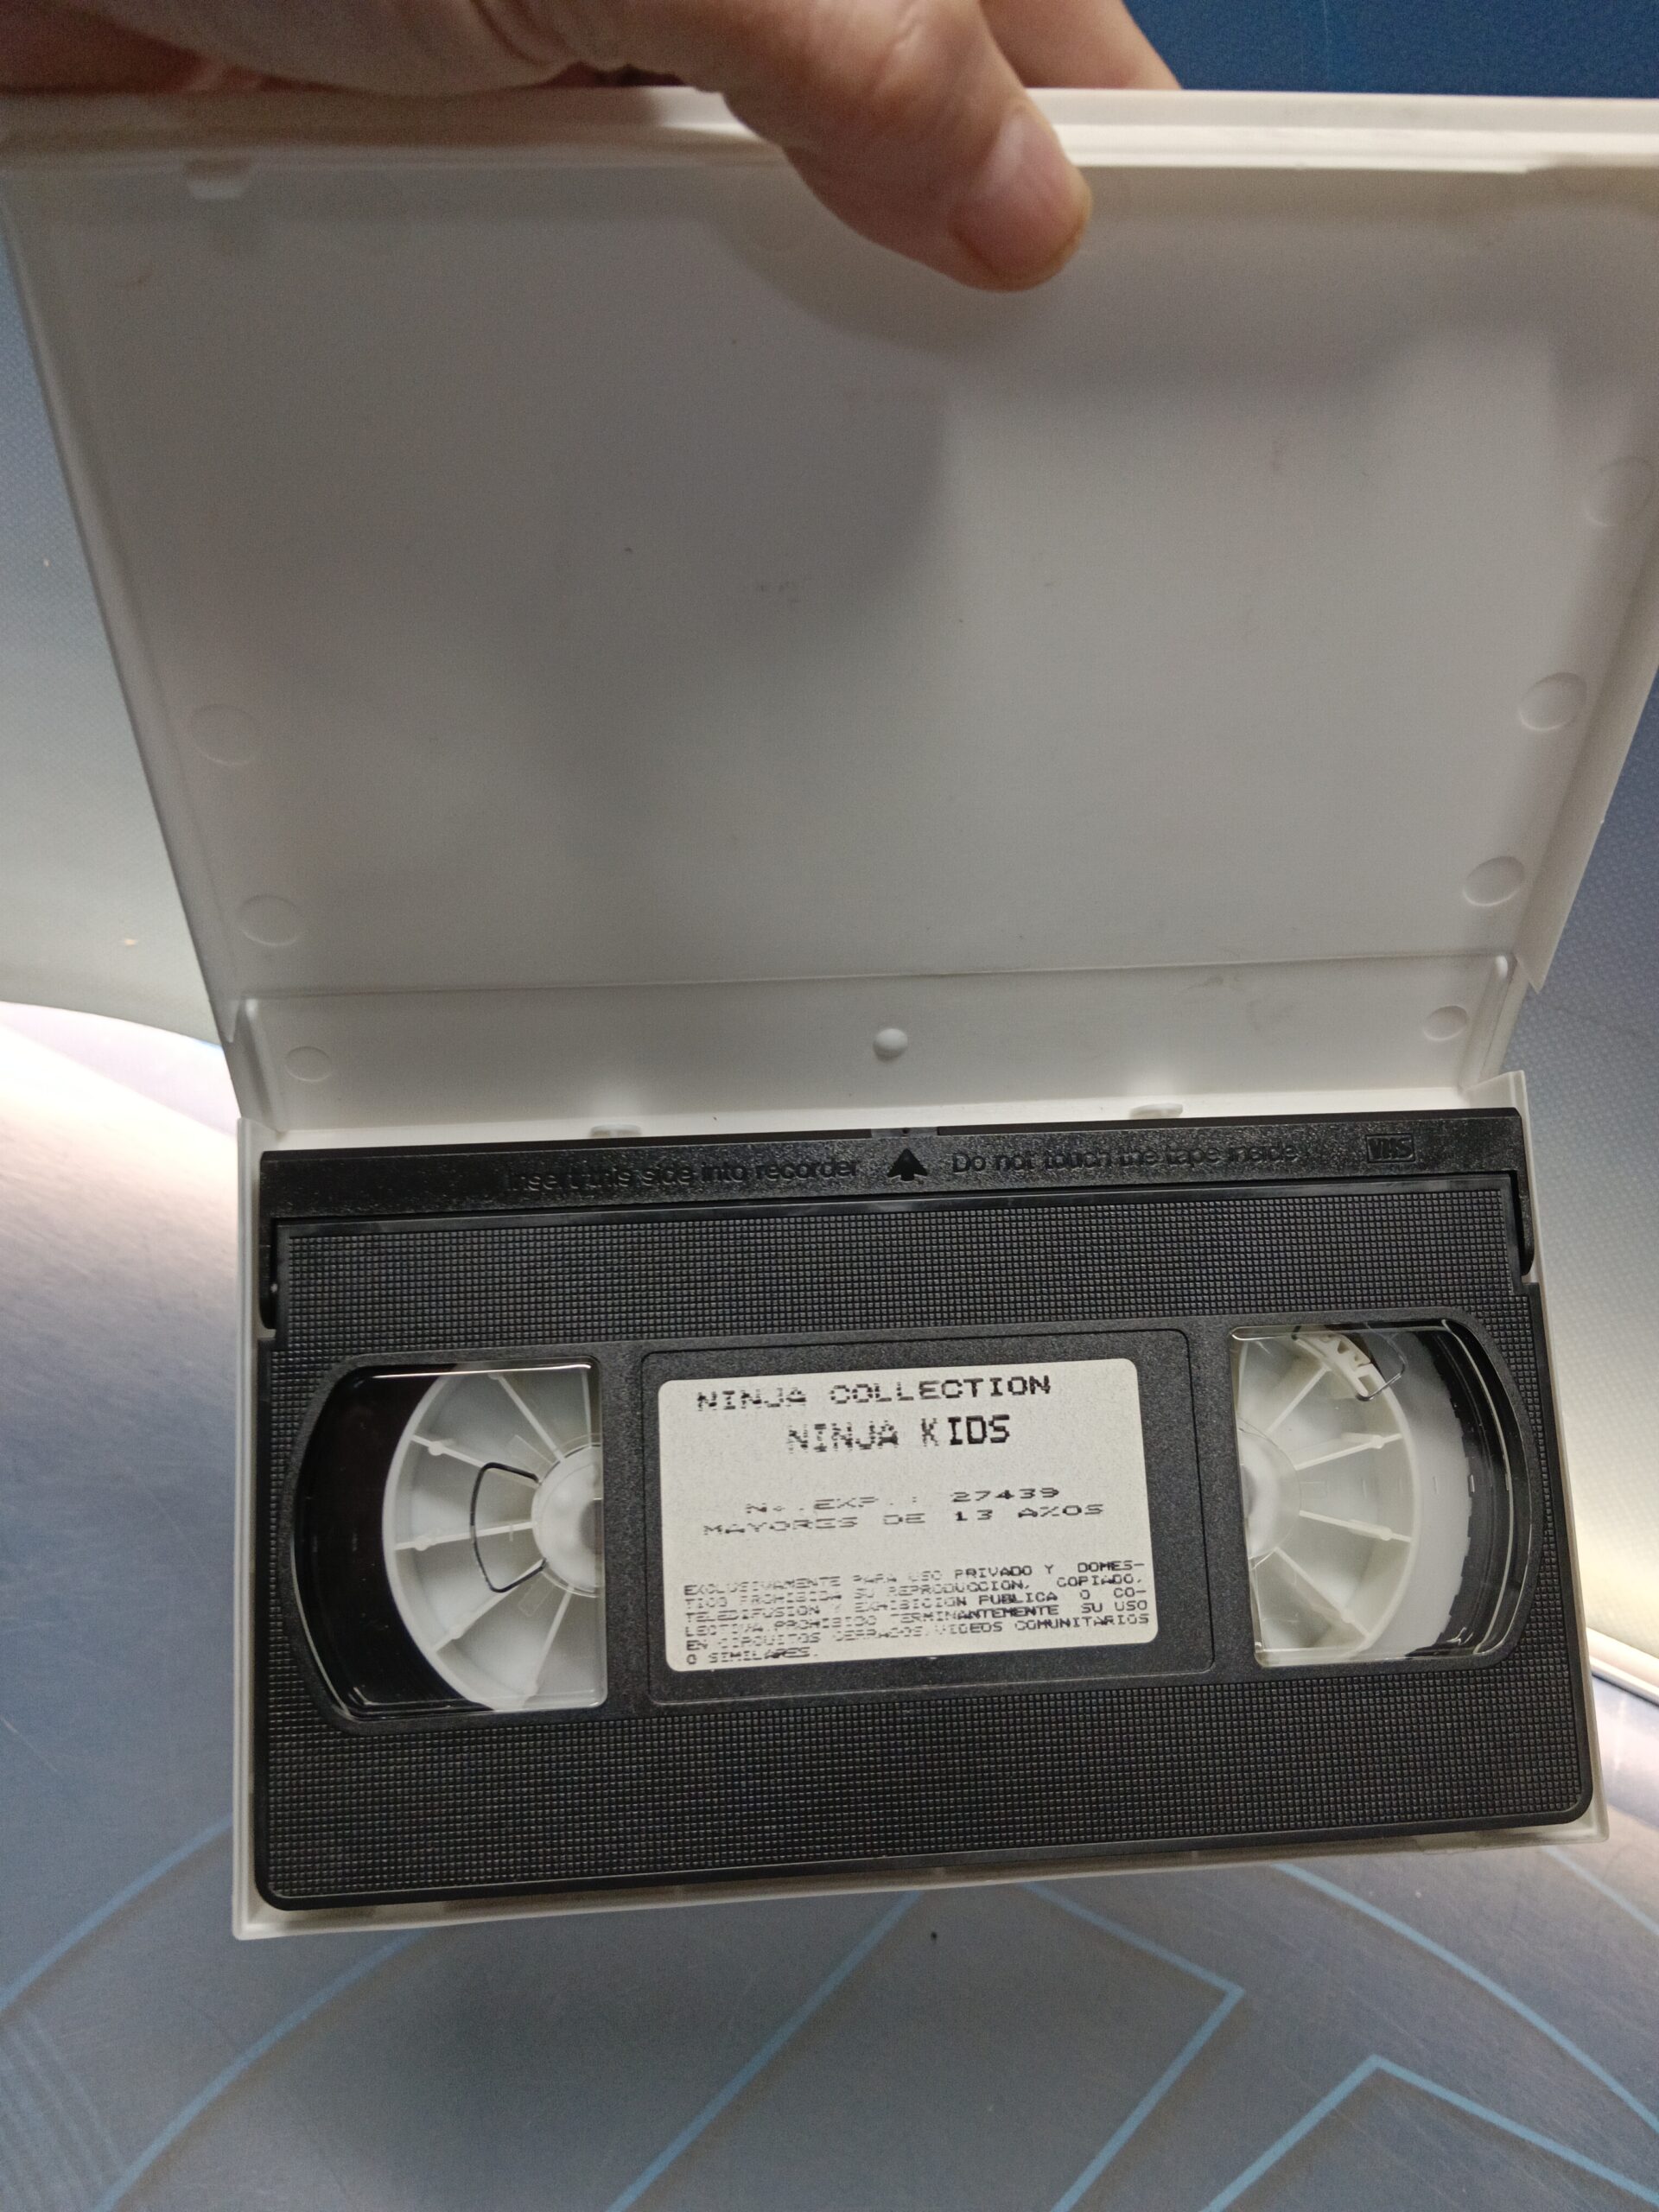 Insert this side into recorder Do not touch the tape inside VHS
NINJA COLLECTION
NINJA KIDS
N+.EXP.: 27439
MAYORES DE 13 A%OS
EXCLUSIVAMENTE PARA USO PRIVADO Y DOMES-
TICO PROHIBIDA SU REPRODUCCION, COPIADO,
TELEDIFUSION Y EXHIBICION PUBLICA O CO-
LECTIVA.PROHIBIDO TERMINANTEMENTE SU USO
EN CIRCUITOS CERRADOS,VIDEOS COMUNITARIOS
O SIMILARES.